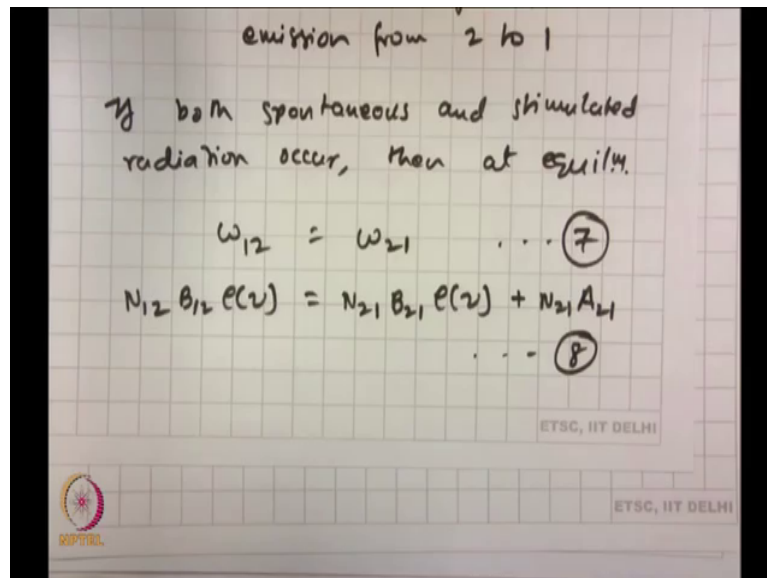 emission from 2 to 1
If both spontaneous and stimulated
radiation occur, then at equilm.
ω12 = ω21 ... 7
N12 B12 ρ(ν) = N21 B21 ρ(ν) + N21 A21
... 8
ETSC, IIT DELHI
ETSC, IIT DELHI
NPTEL